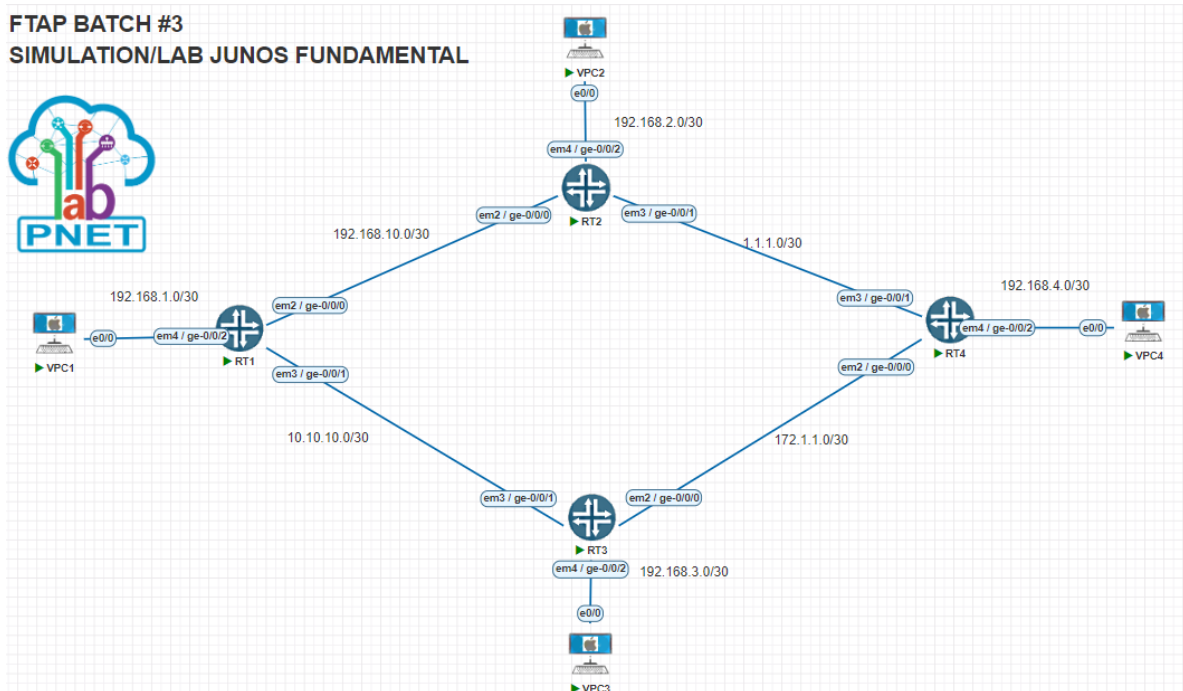 FTAP BATCH #3
SIMULATION/LAB JUNOS FUNDAMENTAL
lab
PNET
VPC2
e0/0
192.168.2.0/30
em4 / ge-0/0/2
RT2
em2 / ge-0/0/0
em3 / ge-0/0/1
192.168.10.0/30
1.1.1.0/30
192.168.1.0/30
em2 / ge-0/0/0
e0/0
em4 / ge-0/0/2
VPC1
RT1
em3 / ge-0/0/1
192.168.4.0/30
em3 / ge-0/0/1
em4 / ge-0/0/2
e0/0
RT4
VPC4
em2 / ge-0/0/0
10.10.10.0/30
172.1.1.0/30
em3 / ge-0/0/1
em2 / ge-0/0/0
RT3
em4 / ge-0/0/2
192.168.3.0/30
e0/0
VPC3